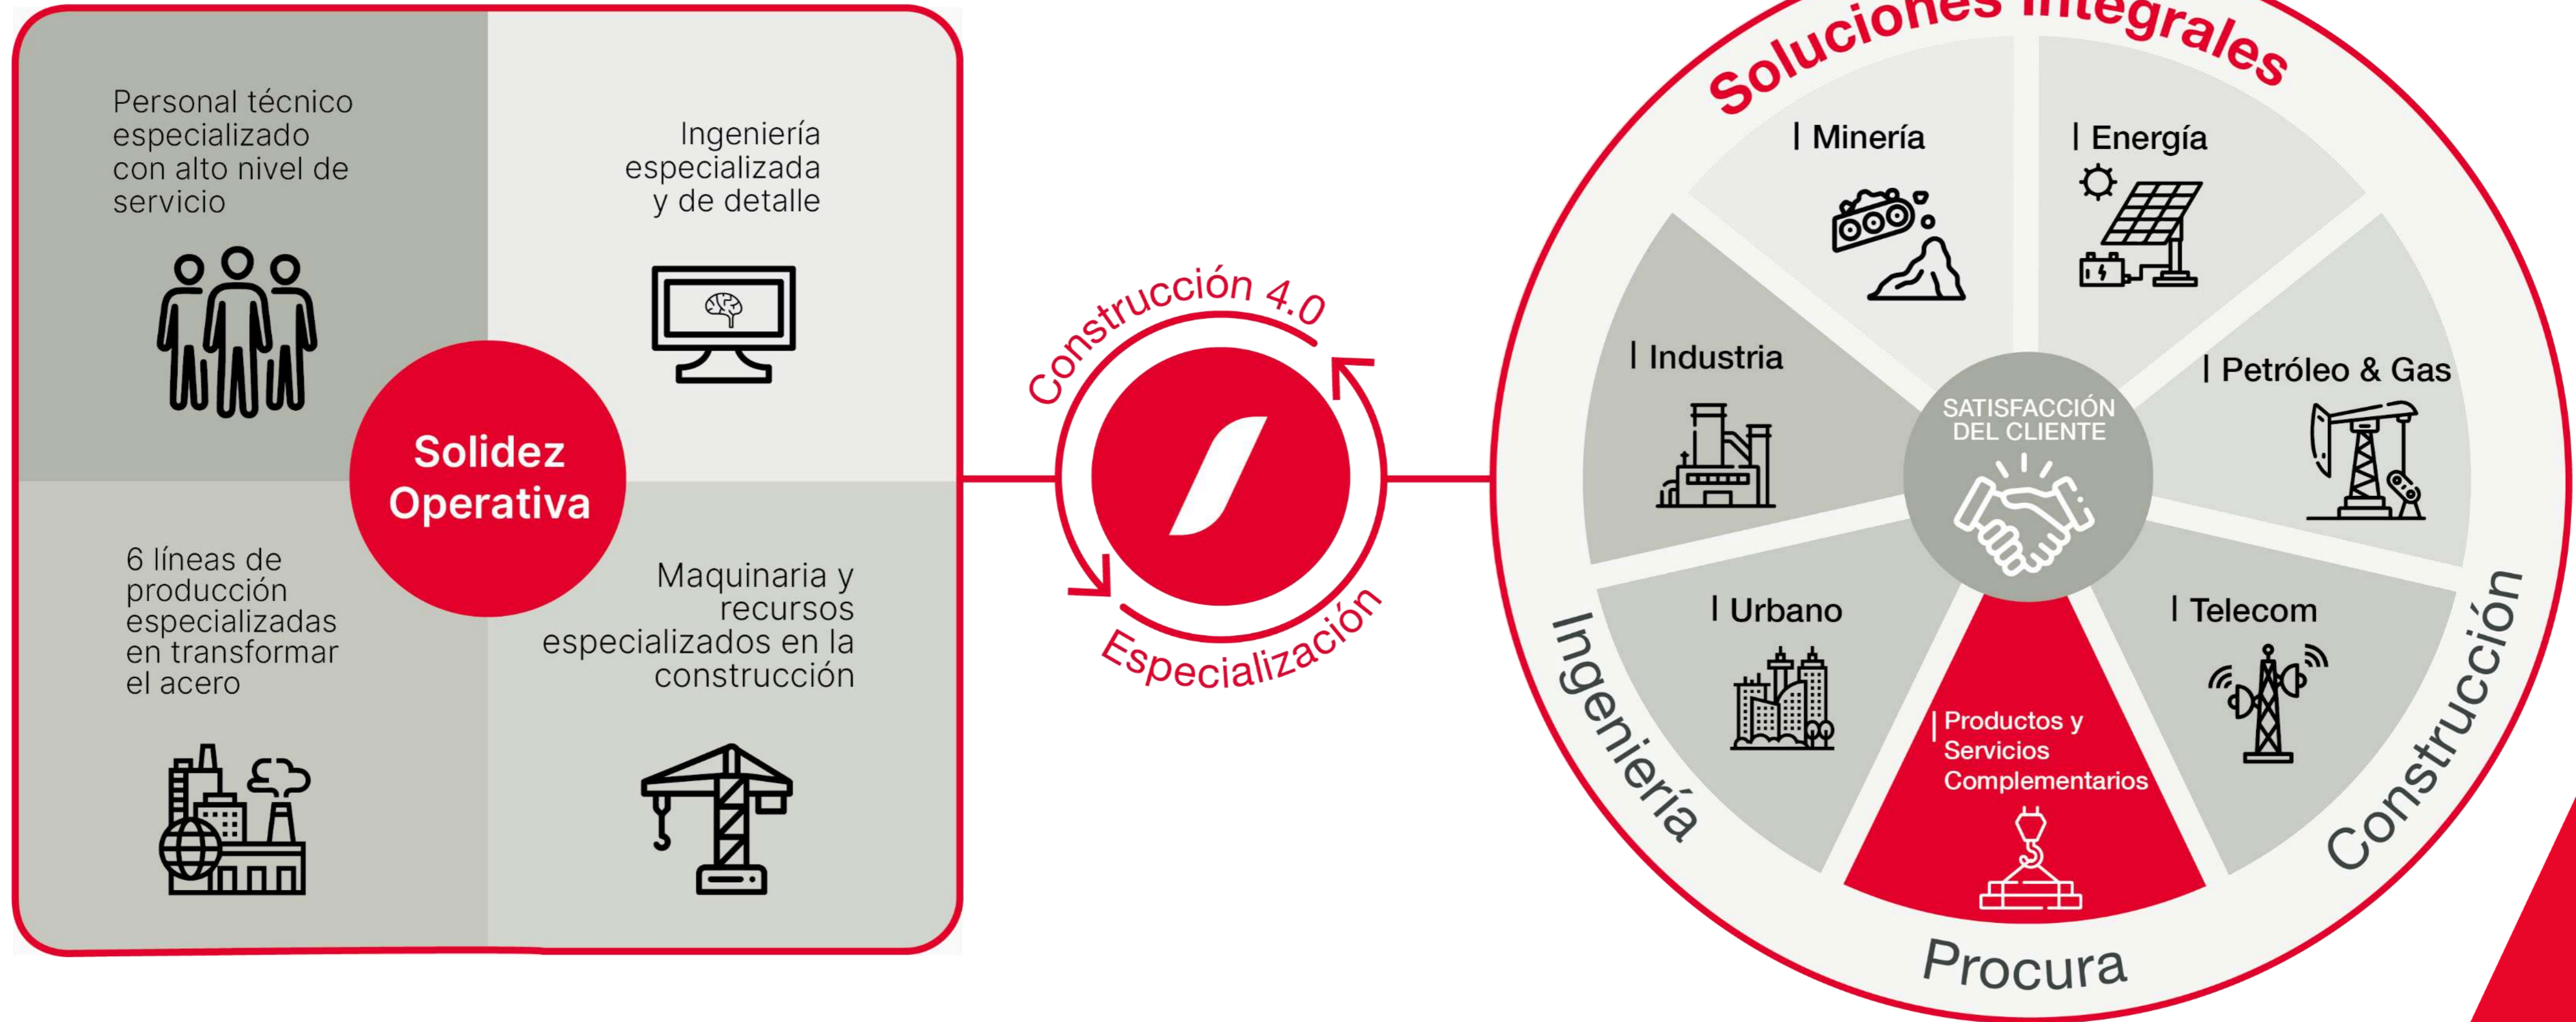 Personal técnico
especializado
con alto nivel de
servicio
Ingeniería
especializada
y de detalle
Solidez
Operativa
6 líneas de
producción
especializadas
en transformar
el acero
Maquinaria y
recursos
especializados en la
construcción
Construcción 4.0
Especialización
Soluciones Integrales
| Minería
| Energía
| Industria
| Petróleo & Gas
SATISFACCIÓN
DEL CLIENTE
| Urbano
| Telecom
| Productos y
Servicios
Complementarios
Ingeniería
Procura
Construcción